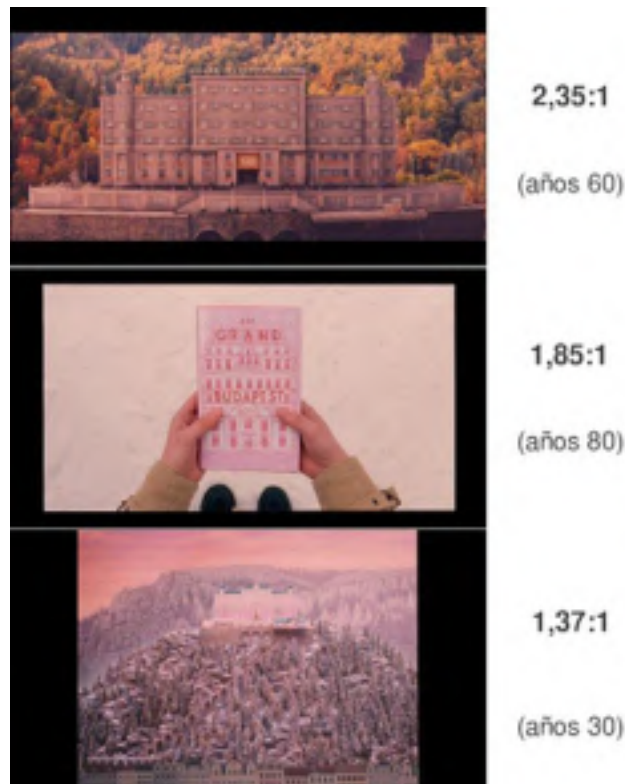 2,35:1
(años 60)
GRAND
BUDAPEST
1,85:1
(años 80)
1,37:1
(años 30)